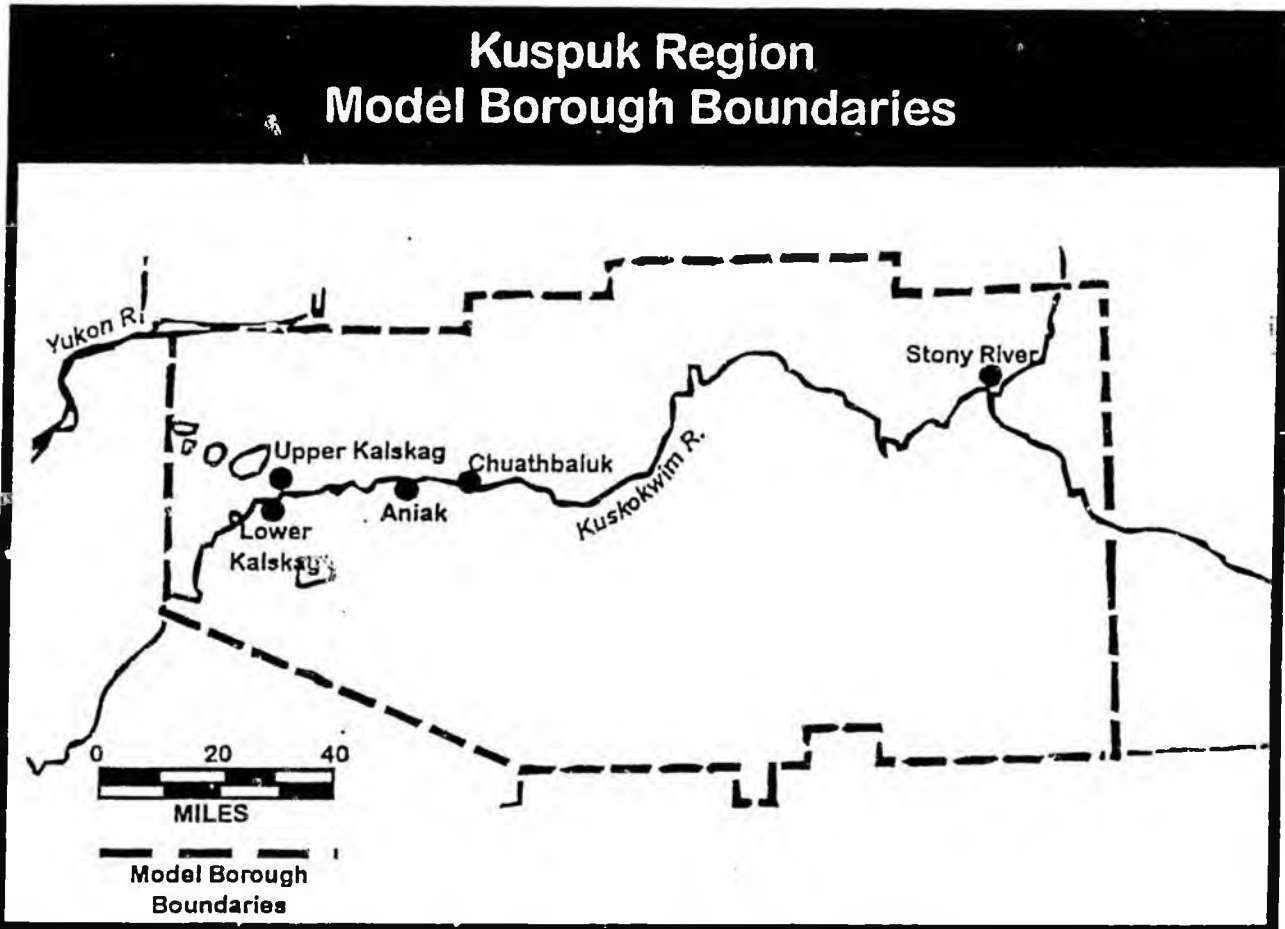 Kuspuk Region
Model Borough Boundaries
Yukon R.
Stony River
Upper Kalskag
Chuathbaluk
Aniak
Kuskokwim R.
Lower
Kalskag
0 20 40
MILES
Model Borough
Boundaries